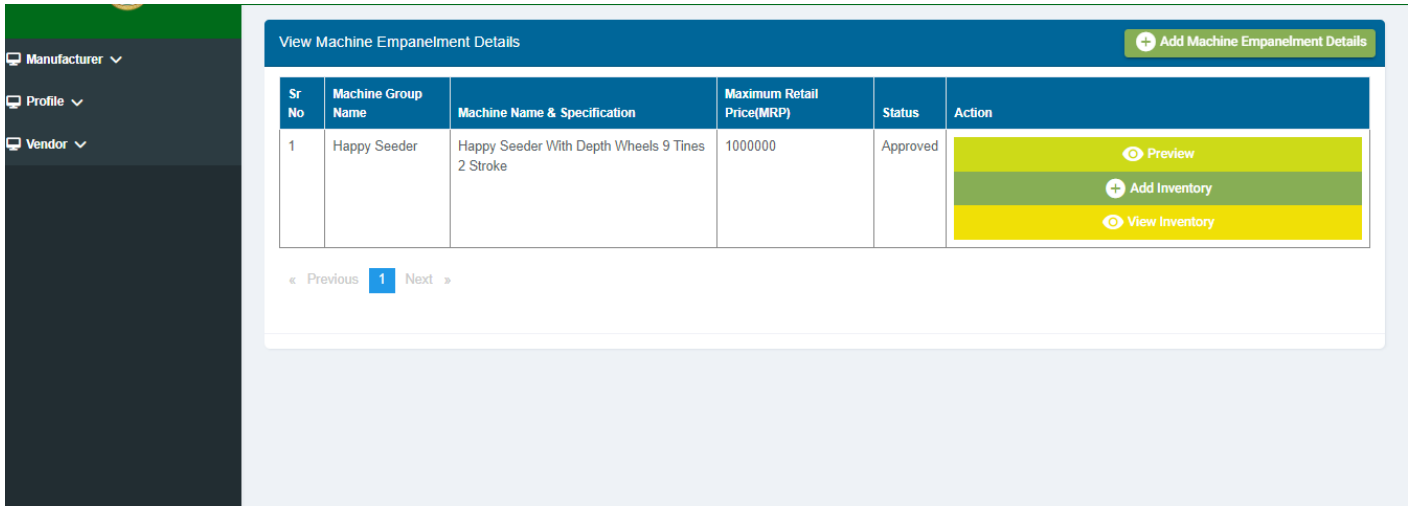 View Machine Empanelment Details
Add Machine Empanelment Details
Manufacturer
Profile
Vendor
Sr No
Machine Group Name
Machine Name & Specification
Maximum Retail Price(MRP)
Status
Action
1
Happy Seeder
Happy Seeder With Depth Wheels 9 Tines
2 Stroke
1000000
Approved
Preview
Add Inventory
View Inventory
« Previous 1 Next »